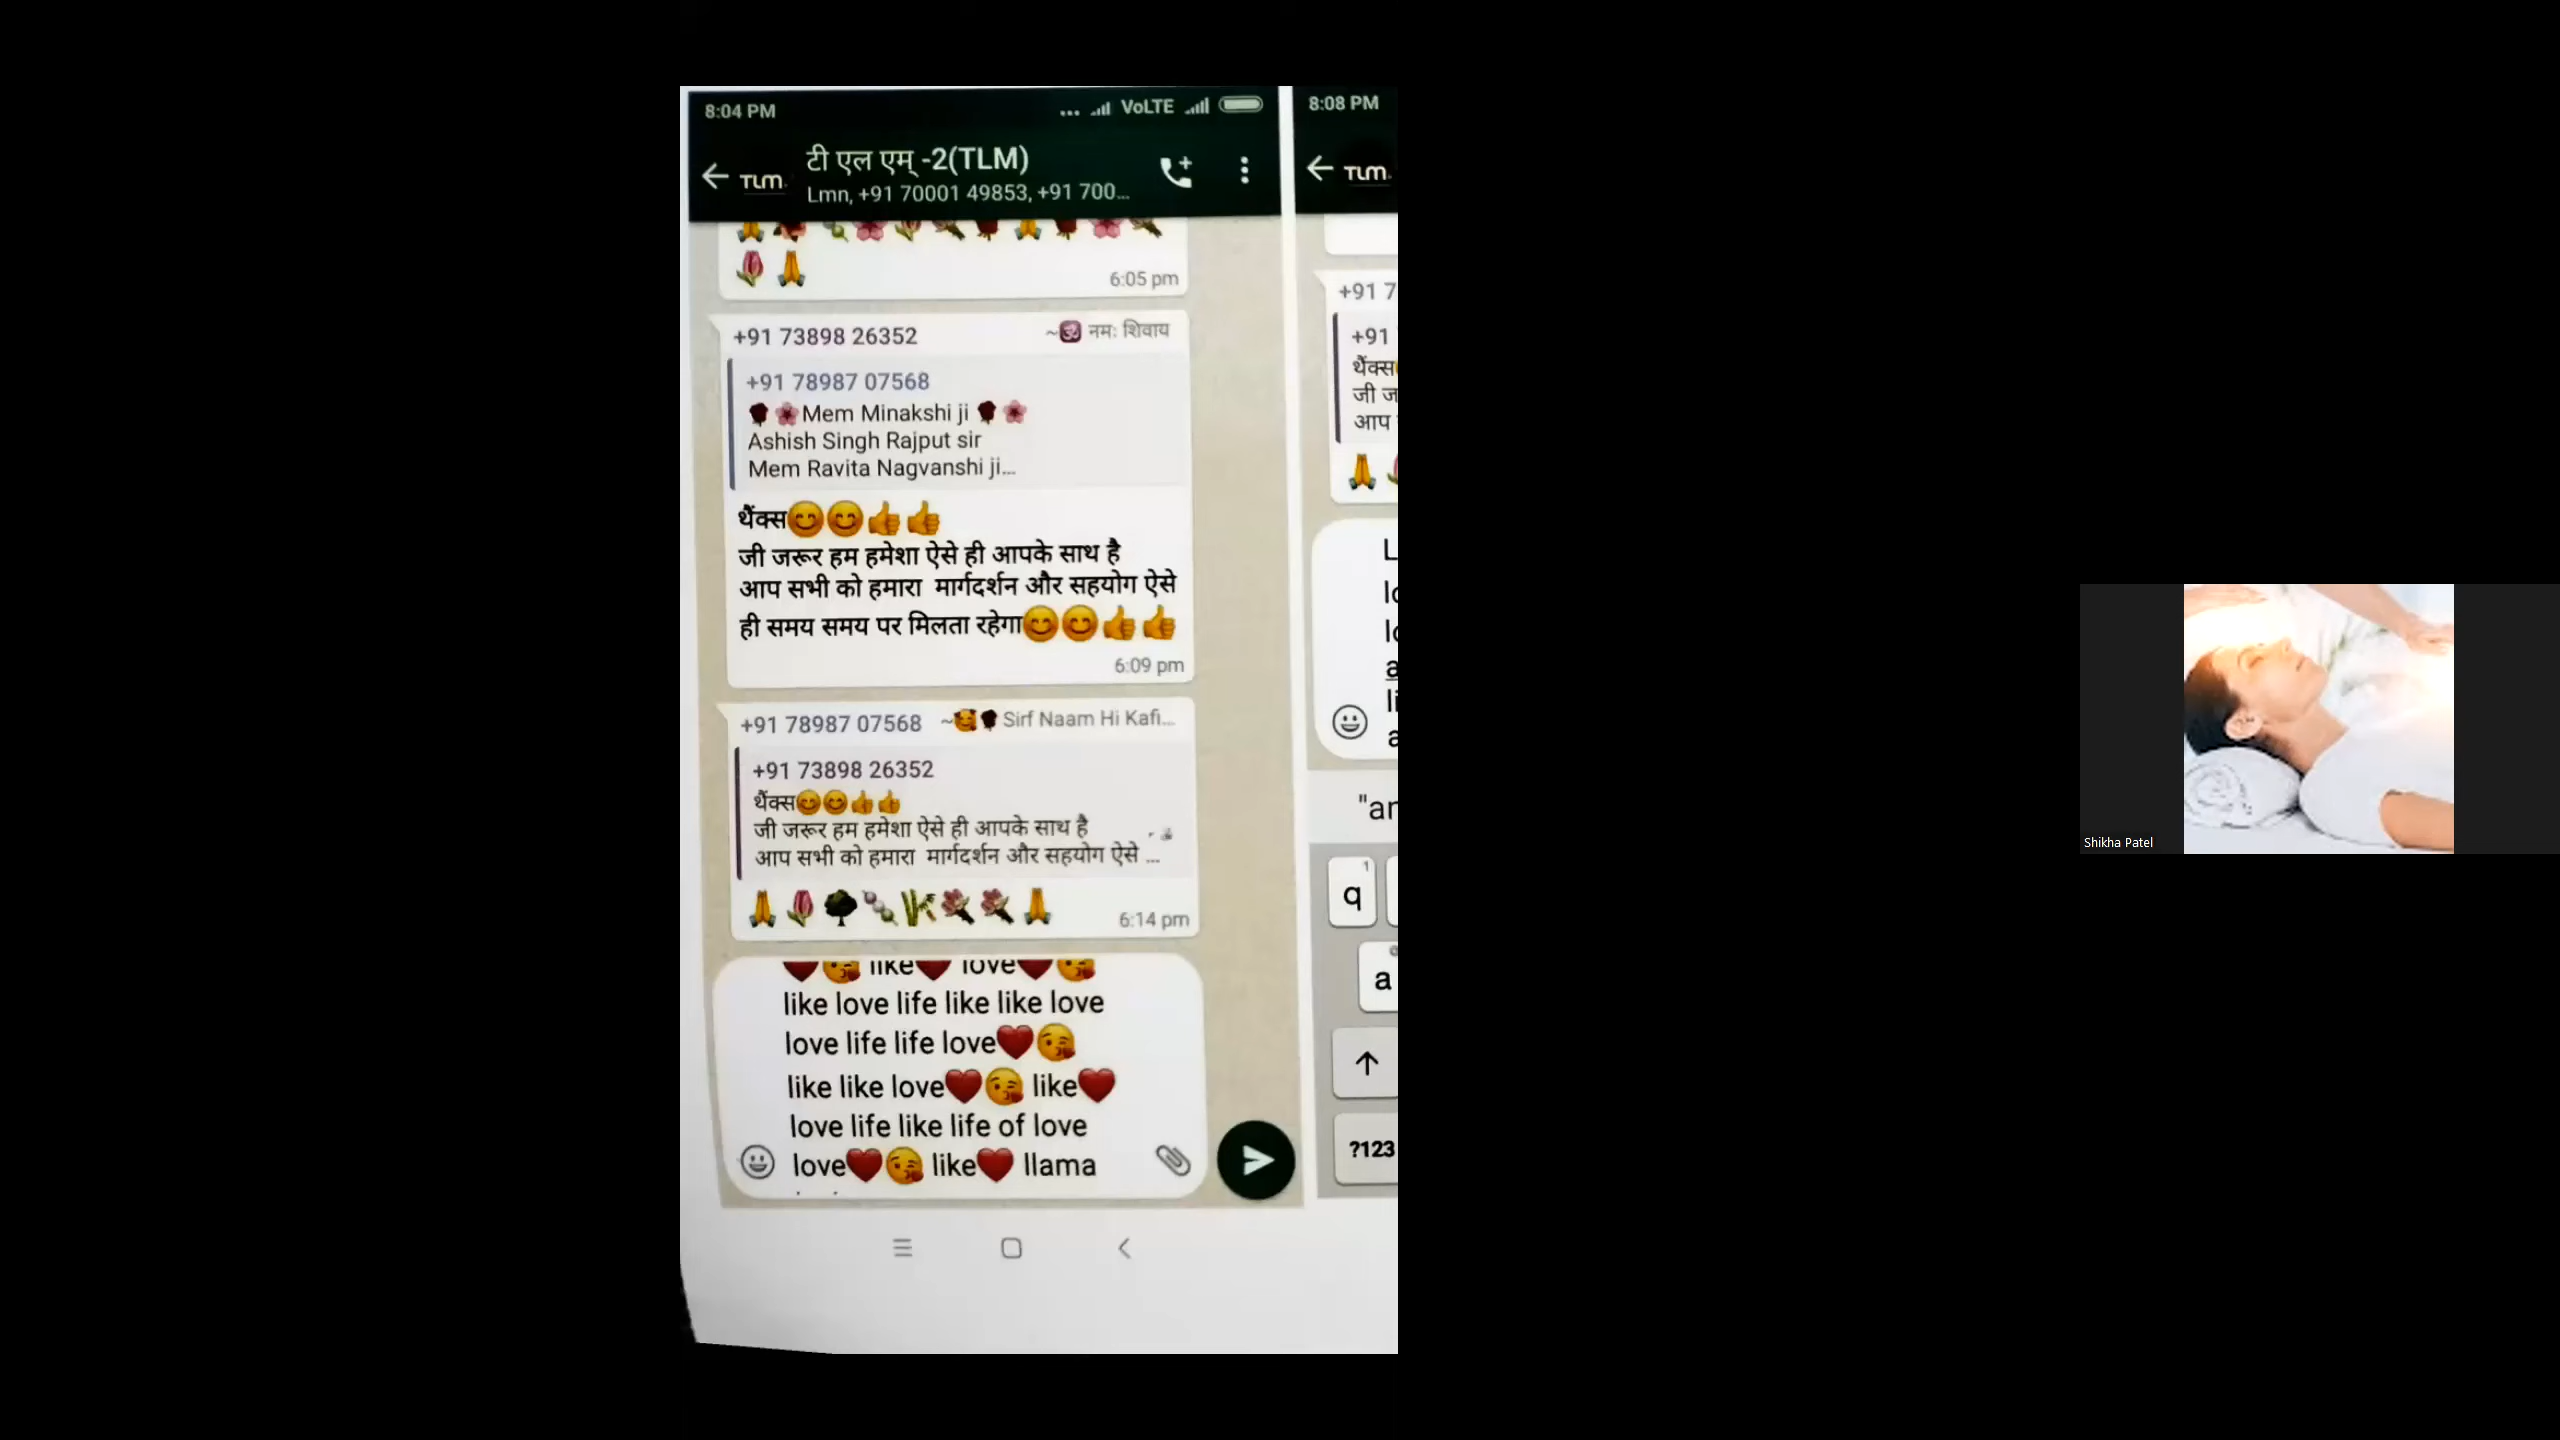 8:04 PM
VoLTE
TLM
टी एल एम् -2(TLM)
Lmn, +91 70001 49853, +91 700...
6:05 pm
+91 73898 26352 ~🕉 नमः शिवाय
+91 78987 07568
🌹🌸Mem Minakshi ji🌹🌸
Ashish Singh Rajput sir
Mem Ravita Nagvanshi ji...
थैंक्स😊😊👍👍
जी जरूर हम हमेशा ऐसे ही आपके साथ है
आप सभी को हमारा मार्गदर्शन और सहयोग ऐसे
ही समय समय पर मिलता रहेगा😊😊👍👍
6:09 pm
+91 78987 07568 ~🥰🌹 Sirf Naam Hi Kafi...
+91 73898 26352
थैंक्स😊😊👍👍
जी जरूर हम हमेशा ऐसे ही आपके साथ है
आप सभी को हमारा मार्गदर्शन और सहयोग ऐसे ...
6:14 pm
❤😘 like❤ love❤😘
like love life like like love
love life life love❤😘
like like love❤😘 like❤
love life like life of love
love❤😘 like❤ llama
8:08 PM
TLM
+91 7
+91
थैंक्स
जी ज
आप
"an
q
a
?123
Shikha Patel